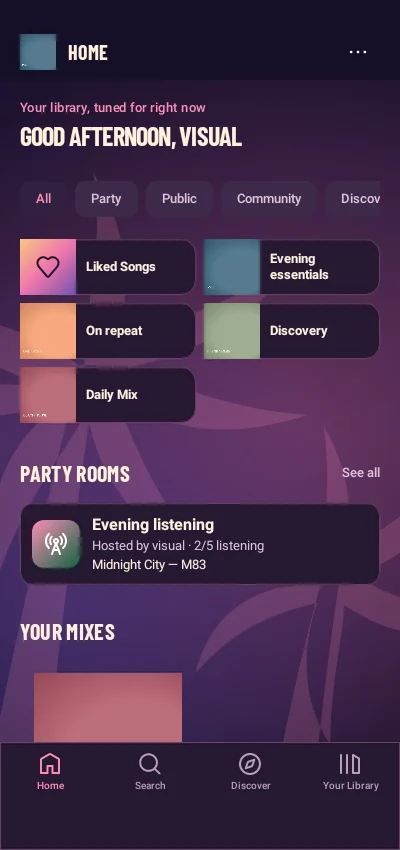 HOME
Your library, tuned for right now
GOOD AFTERNOON, VISUAL
All
Party
Public
Community
Discov
Liked Songs
Evening
essentials
On repeat
Discovery
Daily Mix
PARTY ROOMS
See all
Evening listening
Hosted by visual · 2/5 listening
Midnight City — M83
YOUR MIXES
Home
Search
Discover
Your Library